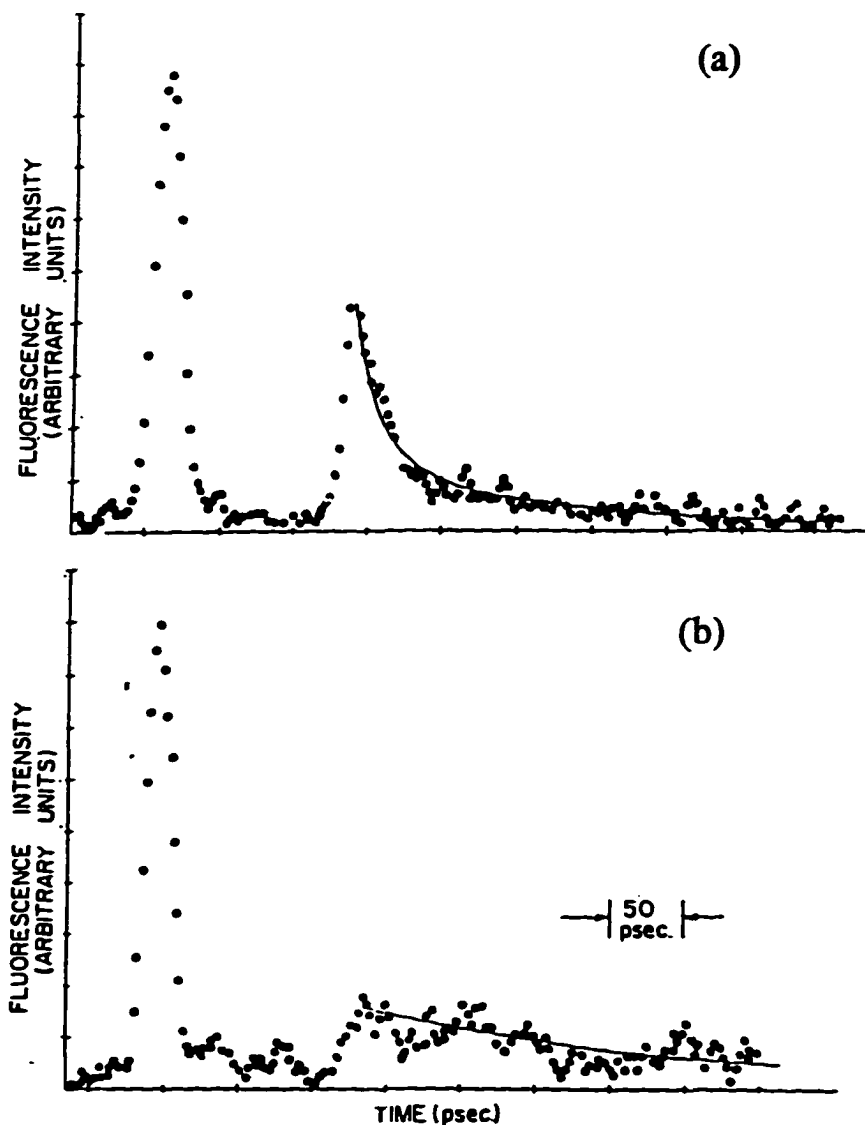 (a)
FLUORESCENCE INTENSITY
(ARBITRARY UNITS)
(b)
FLUORESCENCE INTENSITY
(ARBITRARY UNITS)
50
psec.
TIME (psec.)